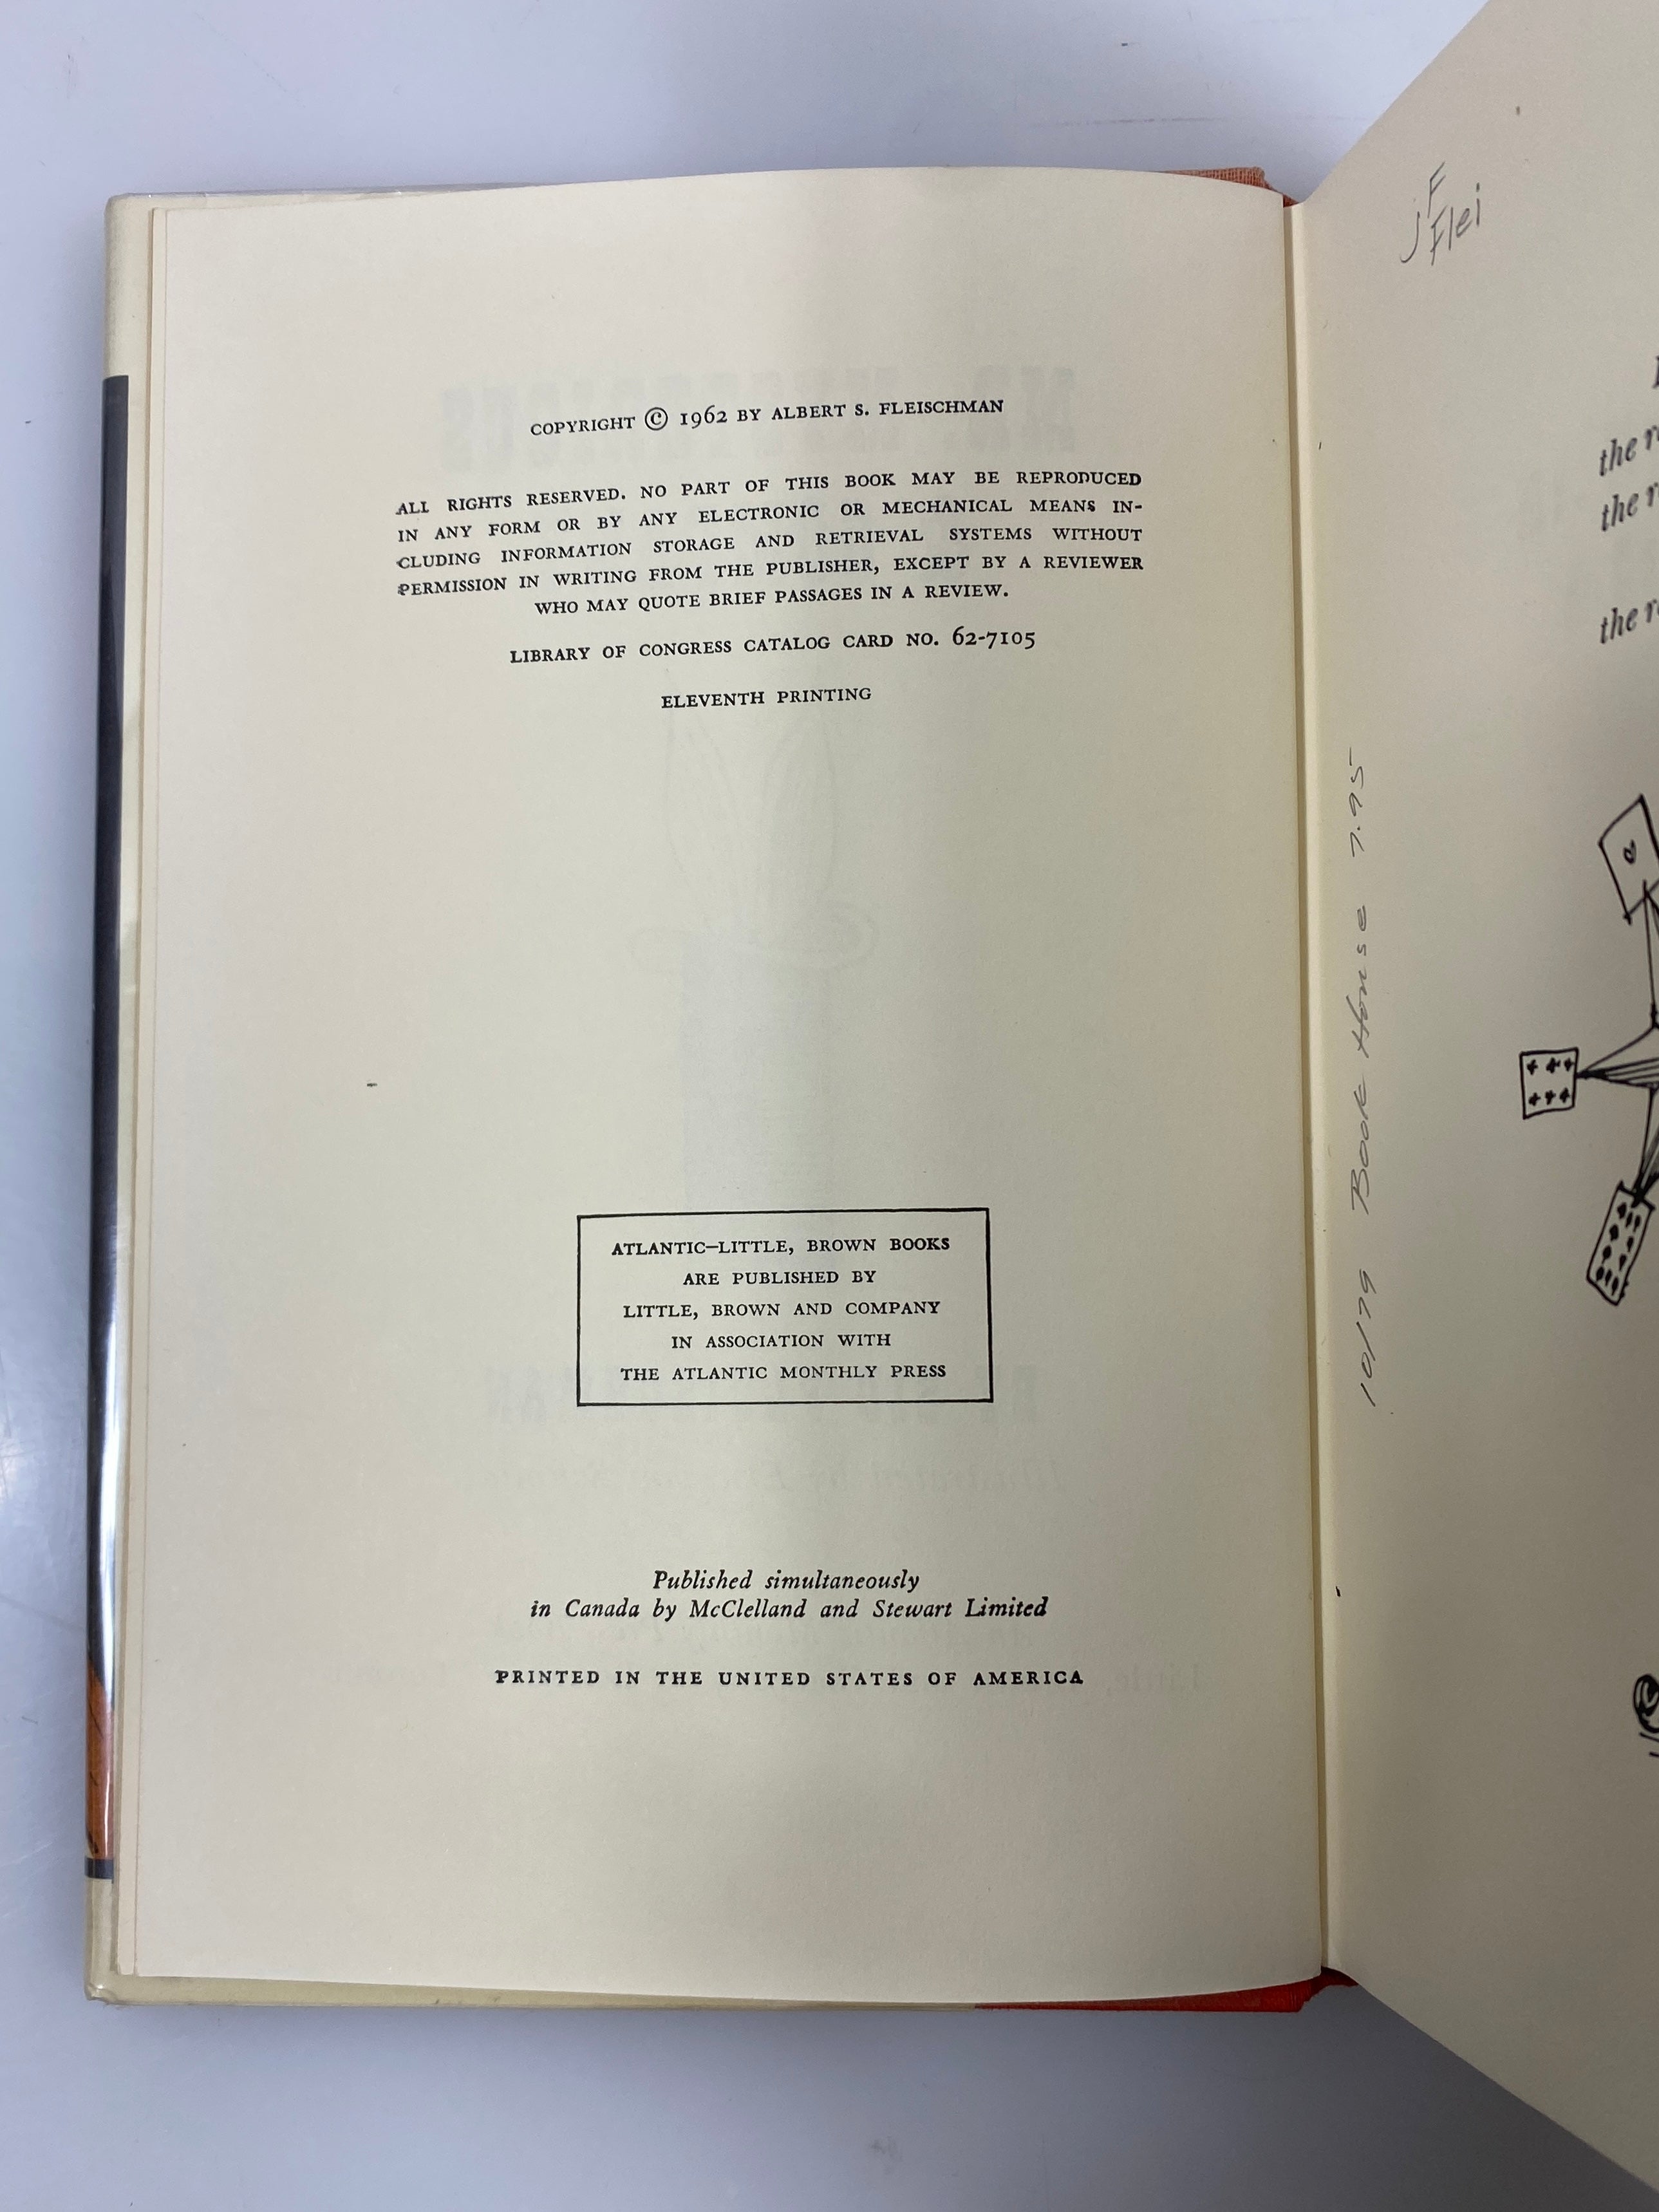 COPYRIGHT © 1962 BY ALBERT S. FLEISCHMAN
ALL RIGHTS RESERVED. NO PART OF THIS BOOK MAY BE REPRODUCED
IN ANY FORM OR BY ANY ELECTRONIC OR MECHANICAL MEANS IN-
CLUDING INFORMATION STORAGE AND RETRIEVAL SYSTEMS WITHOUT
PERMISSION IN WRITING FROM THE PUBLISHER, EXCEPT BY A REVIEWER
WHO MAY QUOTE BRIEF PASSAGES IN A REVIEW.
LIBRARY OF CONGRESS CATALOG CARD NO. 62-7105
ELEVENTH PRINTING
ATLANTIC–LITTLE, BROWN BOOKS
ARE PUBLISHED BY
LITTLE, BROWN AND COMPANY
IN ASSOCIATION WITH
THE ATLANTIC MONTHLY PRESS
Published simultaneously
in Canada by McClelland and Stewart Limited
PRINTED IN THE UNITED STATES OF AMERICA
F
J Flei
the
the
the
10/79 Book House 7.95